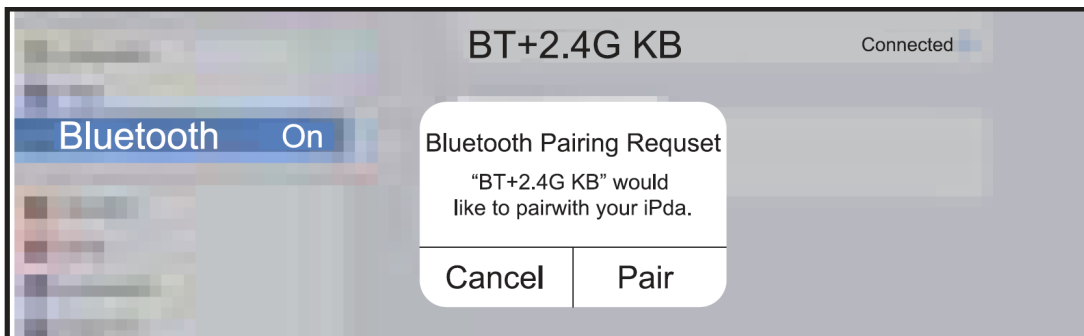 BT+2.4G KB Connected
Bluetooth On
Bluetooth Pairing Requset
“BT+2.4G KB” would
like to pairwith your iPda.
Cancel Pair